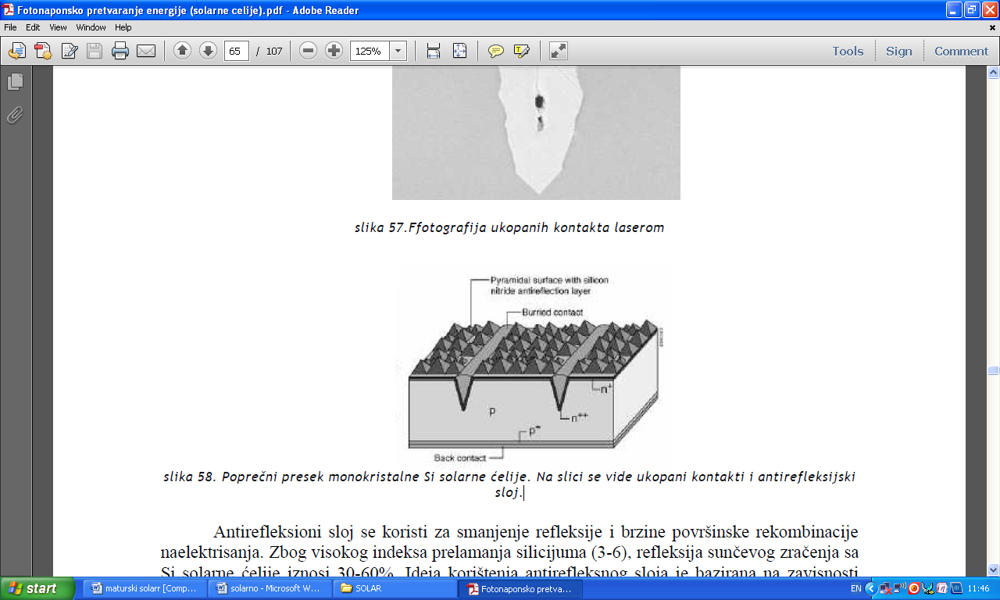 Fotonaponsko pretvaranje energije (solarne celije).pdf - Adobe Reader
File Edit View Window Help
65 / 107 125% Tools Sign Comment
slika 57.Ffotografija ukopanih kontakta laserom
Pyramidal surface with silicon
nitride antireflection layer
Burried contact
n+
p
n++
p+
Back contact
slika 58. Poprečni presek monokristalne Si solarne ćelije. Na slici se vide ukopani kontakti i antirefleksijski
sloj.
Antirefleksioni sloj se koristi za smanjenje refleksije i brzine površinske rekombinacije
naelektrisanja. Zbog visokog indeksa prelamanja silicijuma (3-6), refleksija sunčevog zračenja sa
Si solarne ćelije iznosi 30-60%. Ideja korištenja antirefleksnog sloja je bazirana na zavisnosti
start maturski solarr [Comp... solarno - Microsoft W... SOLAR Fotonaponsko pretva... EN 11:46